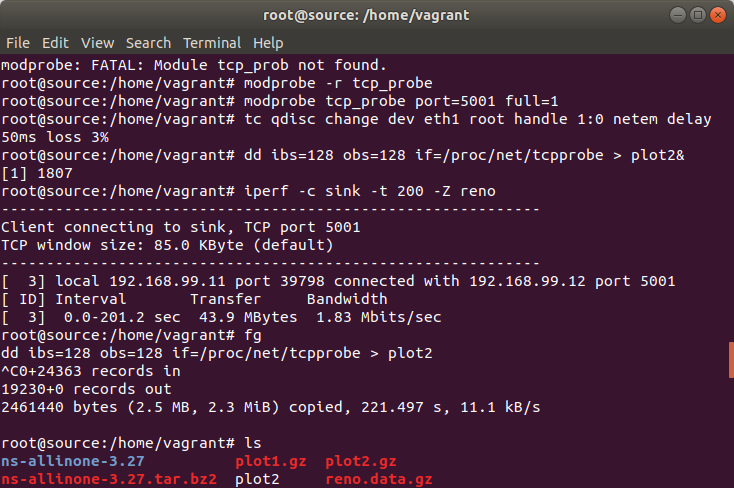 root@source: /home/vagrant
File Edit View Search Terminal Help
modprobe: FATAL: Module tcp_prob not found.
root@source:/home/vagrant# modprobe -r tcp_probe
root@source:/home/vagrant# modprobe tcp_probe port=5001 full=1
root@source:/home/vagrant# tc qdisc change dev eth1 root handle 1:0 netem delay
50ms loss 3%
root@source:/home/vagrant# dd ibs=128 obs=128 if=/proc/net/tcpprobe > plot2&
[1] 1807
root@source:/home/vagrant# iperf -c sink -t 200 -Z reno
------------------------------------------------------------
Client connecting to sink, TCP port 5001
TCP window size: 85.0 KByte (default)
------------------------------------------------------------
[  3] local 192.168.99.11 port 39798 connected with 192.168.99.12 port 5001
[ ID] Interval       Transfer     Bandwidth
[  3]  0.0-201.2 sec  43.9 MBytes  1.83 Mbits/sec
root@source:/home/vagrant# fg
dd ibs=128 obs=128 if=/proc/net/tcpprobe > plot2
^C0+24363 records in
19230+0 records out
2461440 bytes (2.5 MB, 2.3 MiB) copied, 221.497 s, 11.1 kB/s
root@source:/home/vagrant# ls
ns-allinone-3.27          plot1.gz  plot2.gz
ns-allinone-3.27.tar.bz2  plot2     reno.data.gz